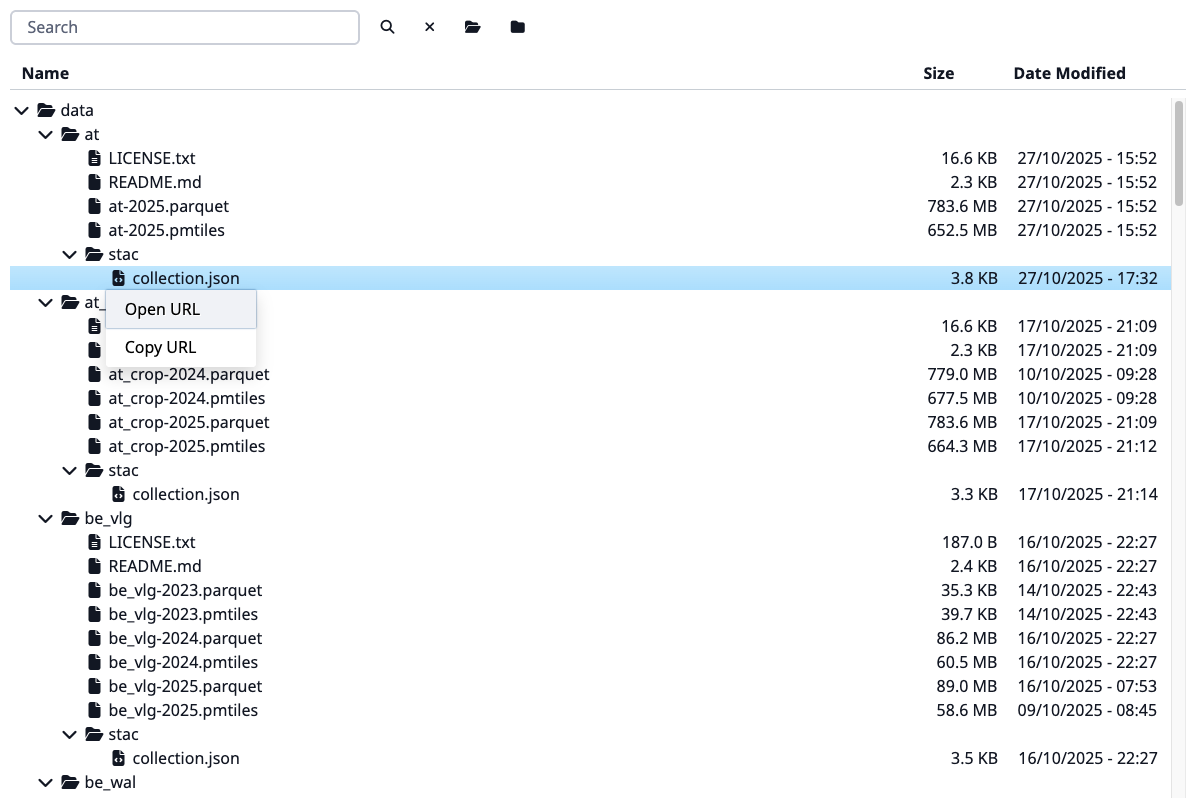 Search
Name Size Date Modified
data
at
LICENSE.txt 16.6 KB 27/10/2025 - 15:52
README.md 2.3 KB 27/10/2025 - 15:52
at-2025.parquet 783.6 MB 27/10/2025 - 15:52
at-2025.pmtiles 652.5 MB 27/10/2025 - 15:52
stac
collection.json 3.8 KB 27/10/2025 - 17:32
at_
Open URL
16.6 KB 17/10/2025 - 21:09
Copy URL 2.3 KB 17/10/2025 - 21:09
at_crop-2024.parquet 779.0 MB 10/10/2025 - 09:28
at_crop-2024.pmtiles 677.5 MB 10/10/2025 - 09:28
at_crop-2025.parquet 783.6 MB 17/10/2025 - 21:09
at_crop-2025.pmtiles 664.3 MB 17/10/2025 - 21:12
stac
collection.json 3.3 KB 17/10/2025 - 21:14
be_vlg
LICENSE.txt 187.0 B 16/10/2025 - 22:27
README.md 2.4 KB 16/10/2025 - 22:27
be_vlg-2023.parquet 35.3 KB 14/10/2025 - 22:43
be_vlg-2023.pmtiles 39.7 KB 14/10/2025 - 22:43
be_vlg-2024.parquet 86.2 MB 16/10/2025 - 22:27
be_vlg-2024.pmtiles 60.5 MB 16/10/2025 - 22:27
be_vlg-2025.parquet 89.0 MB 16/10/2025 - 07:53
be_vlg-2025.pmtiles 58.6 MB 09/10/2025 - 08:45
stac
collection.json 3.5 KB 16/10/2025 - 22:27
be_wal